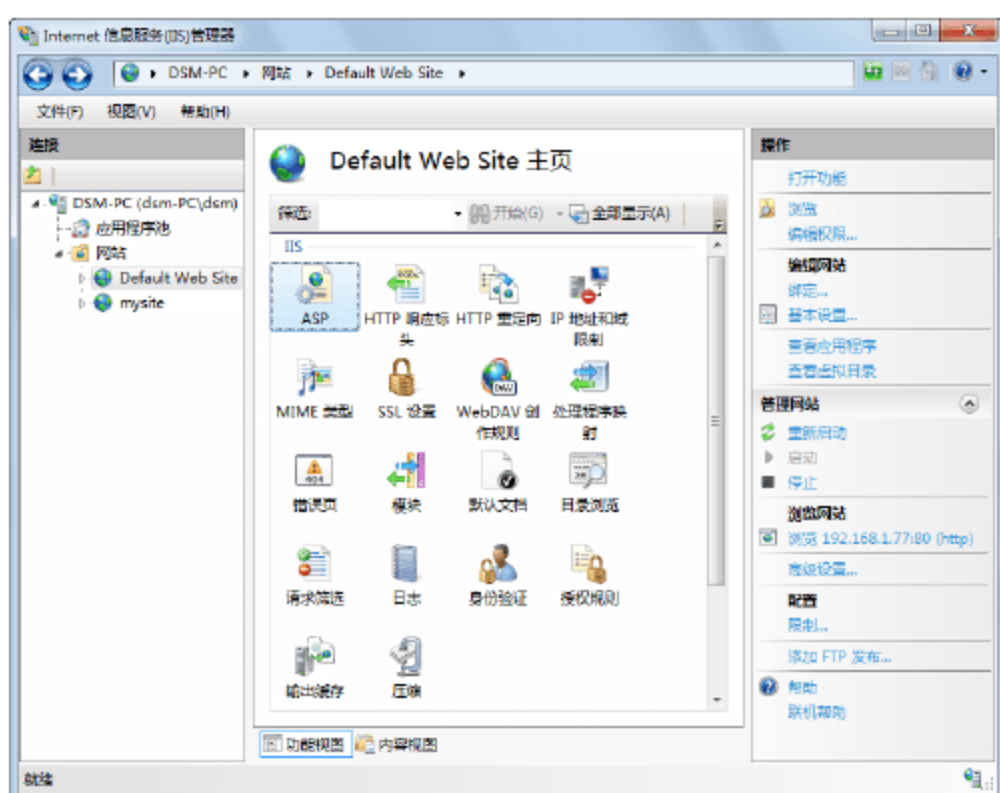 Internet 信息服务(IIS)管理器
DSM-PC
网站
Default Web Site
文件(F) 视图(V) 帮助(H)
连接
DSM-PC (dsm-PC\dsm)
应用程序池
网站
Default Web Site
mysite
Default Web Site 主页
筛选: 开始(G) 全部显示(A)
IIS
ASP
HTTP 响应标头
HTTP 重定向
IP 地址和域限制
MIME 类型
SSL 设置
WebDAV 创作规则
处理程序映射
404
错误页
模块
默认文档
目录浏览
请求筛选
日志
身份验证
授权规则
输出缓存
压缩
功能视图
内容视图
操作
打开功能
浏览
编辑权限...
编辑网站
绑定...
基本设置...
查看应用程序
查看虚拟目录
管理网站
重新启动
启动
停止
浏览网站
浏览 192.168.1.77:80 (http)
高级设置...
配置
限制...
添加 FTP 发布...
帮助
联机帮助
就绪